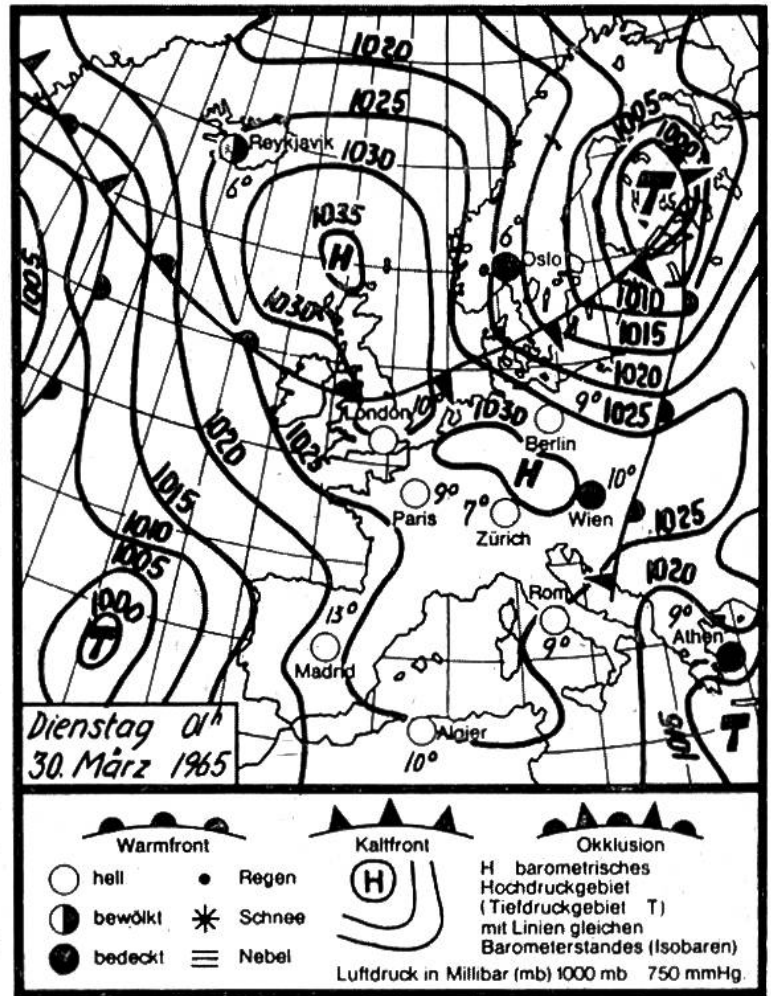 1020
1025
1005
1000
Reykjavik
1030
6°
1035
H
T
6
Oslo
1005
1030
1010
1015
1020
London
10°
1030
9°
1025
Berlin
1025
1020
H
10°
9°
Paris
7°
Zürich
Wien
1015
1025
1010
1005
1020
1000
Rom
9°
13°
9°
Athen
T
Madrid
Dienstag 01h
30. März 1965
Algier
10°
1015
T
Warmfront
Kaltfront
Okklusion
hell
Regen
H
H barometrisches
Hochdruckgebiet
bewölkt
Schnee
(Tiefdruckgebiet T)
mit Linien gleichen
bedeckt
Nebel
Barometerstandes (Isobaren)
Luftdruck in Millibar (mb) 1000 mb 750 mmHg.